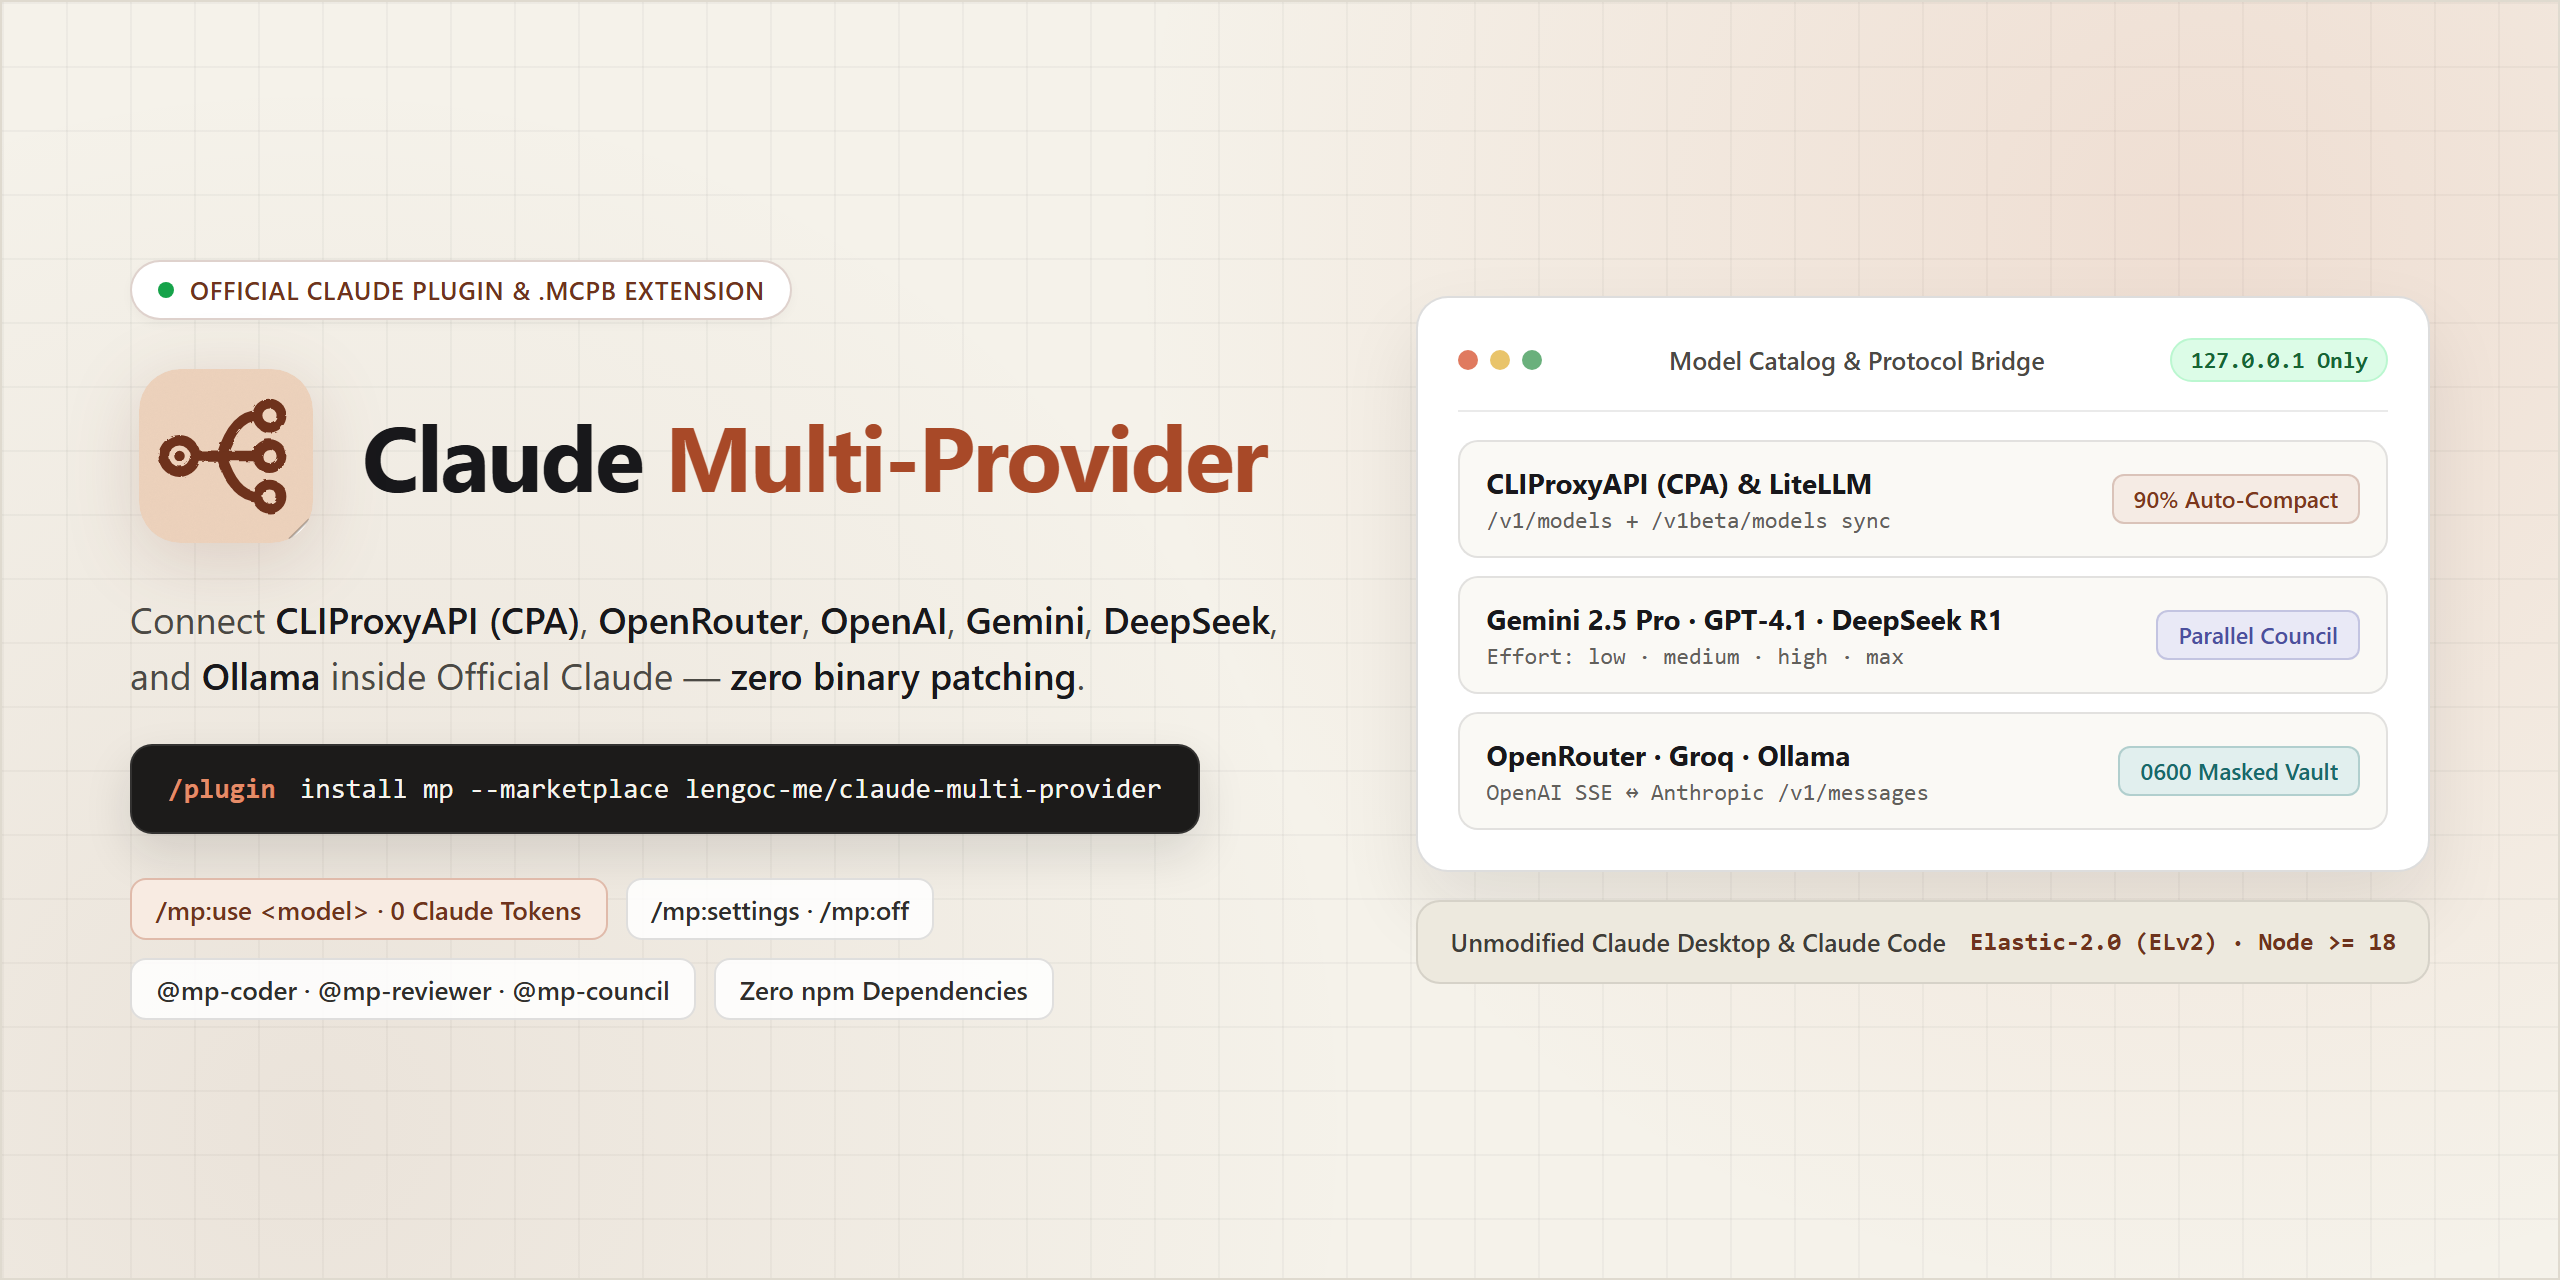 OFFICIAL CLAUDE PLUGIN & .MCPB EXTENSION
Claude Multi-Provider
Connect CLIProxyAPI (CPA), OpenRouter, OpenAI, Gemini, DeepSeek,
and Ollama inside Official Claude — zero binary patching.
/plugin install mp --marketplace lengoc-me/claude-multi-provider
/mp:use <model> · 0 Claude Tokens
/mp:settings · /mp:off
@mp-coder · @mp-reviewer · @mp-council
Zero npm Dependencies
Model Catalog & Protocol Bridge
127.0.0.1 Only
CLIProxyAPI (CPA) & LiteLLM
/v1/models + /v1beta/models sync
90% Auto-Compact
Gemini 2.5 Pro · GPT-4.1 · DeepSeek R1
Effort: low · medium · high · max
Parallel Council
OpenRouter · Groq · Ollama
OpenAI SSE ↔ Anthropic /v1/messages
0600 Masked Vault
Unmodified Claude Desktop & Claude Code
Elastic-2.0 (ELv2) · Node >= 18